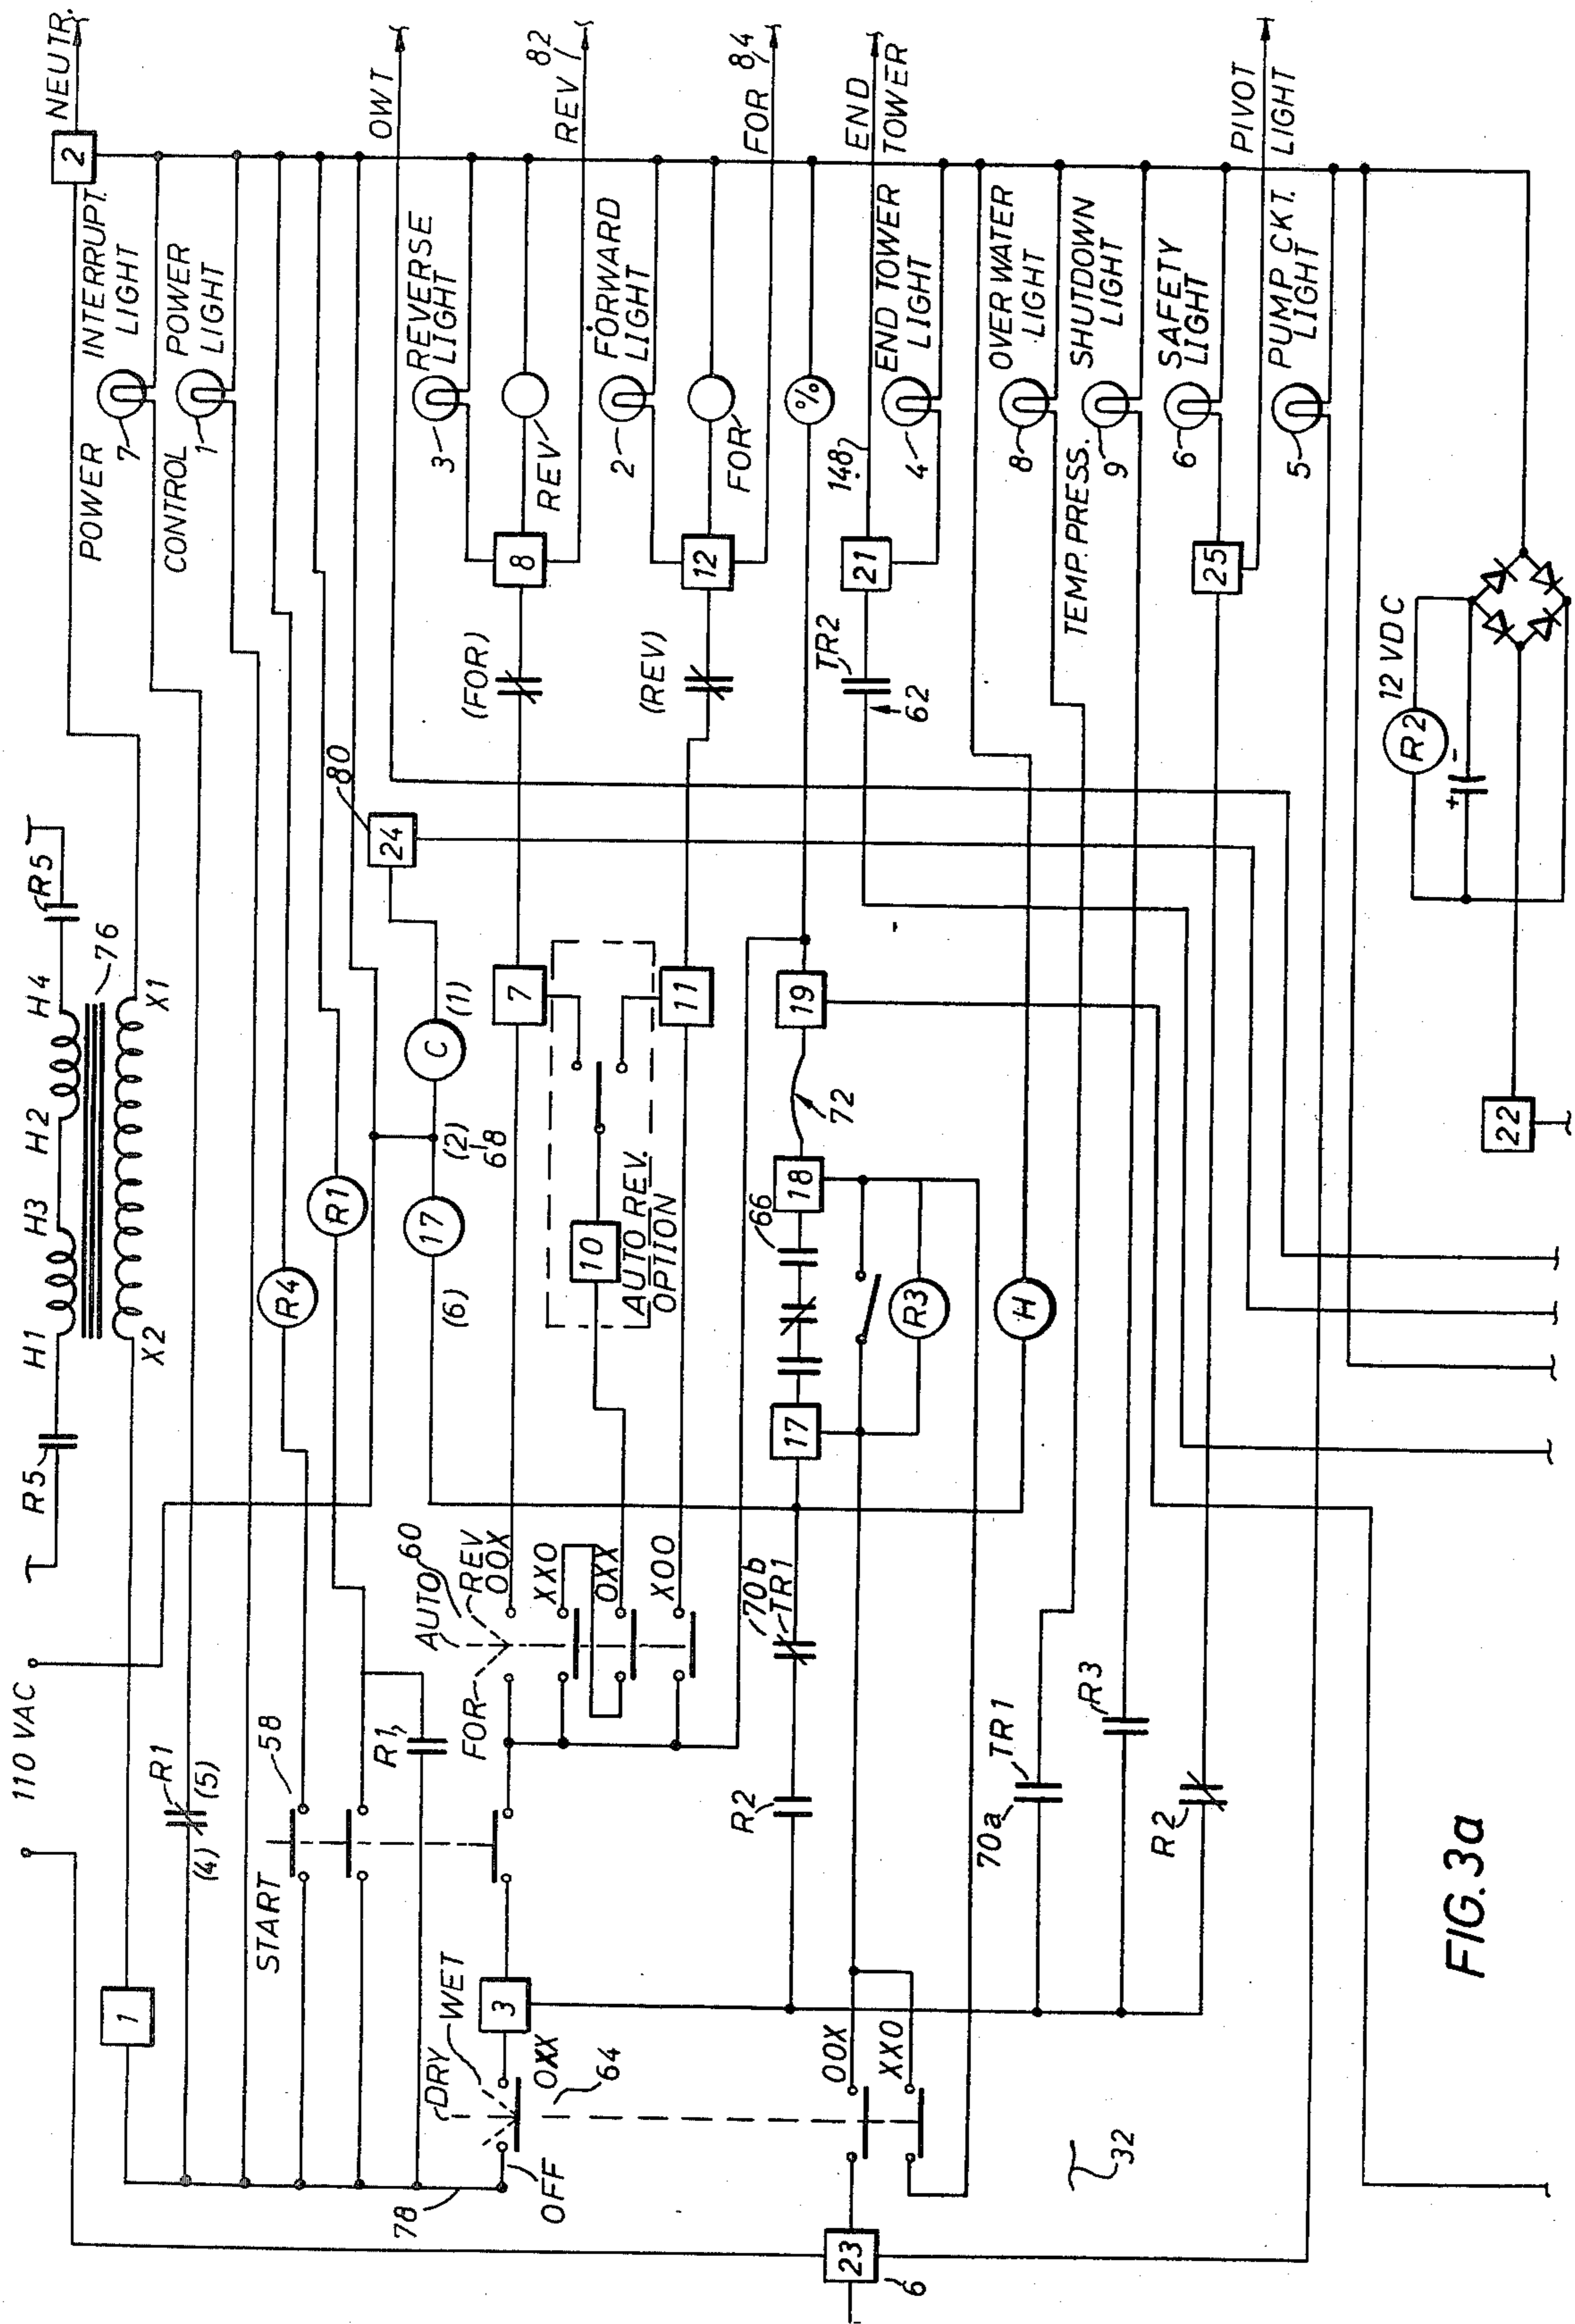 110 VAC
R5
H1
H3
H2
H4
R5
76
X2
X1
NEUTR.
2
1
R1
(4)
(5)
POWER INTERRUPT.
LIGHT
7
CONTROL POWER
LIGHT
1
START
58
R4
R1
R1
78
80
OWT
24
(6)
17
(2)
68
C
(1)
DRY
WET
OFF
OXX
64
3
FOR
AUTO
60
REV
OOX
XXO
OXX
XOO
7
(FOR)
8
3
REVERSE
LIGHT
REV
REV 82
10
AUTO REV.
OPTION
11
(REV)
12
2
FORWARD
LIGHT
FOR
FOR 84
R2
70b
TR1
17
66
18
72
19
%
R3
TR2
62
21
148
END
TOWER
4
END TOWER
LIGHT
23
6
OOX
XXO
H
8
OVER WATER
LIGHT
70a
TR1
TEMP. PRESS.
9
SHUTDOWN
LIGHT
R3
R2
25
6
SAFETY
LIGHT
PIVOT
LIGHT
5
PUMP CKT.
LIGHT
32
22
R2
12 VDC
+
-
FIG. 3a